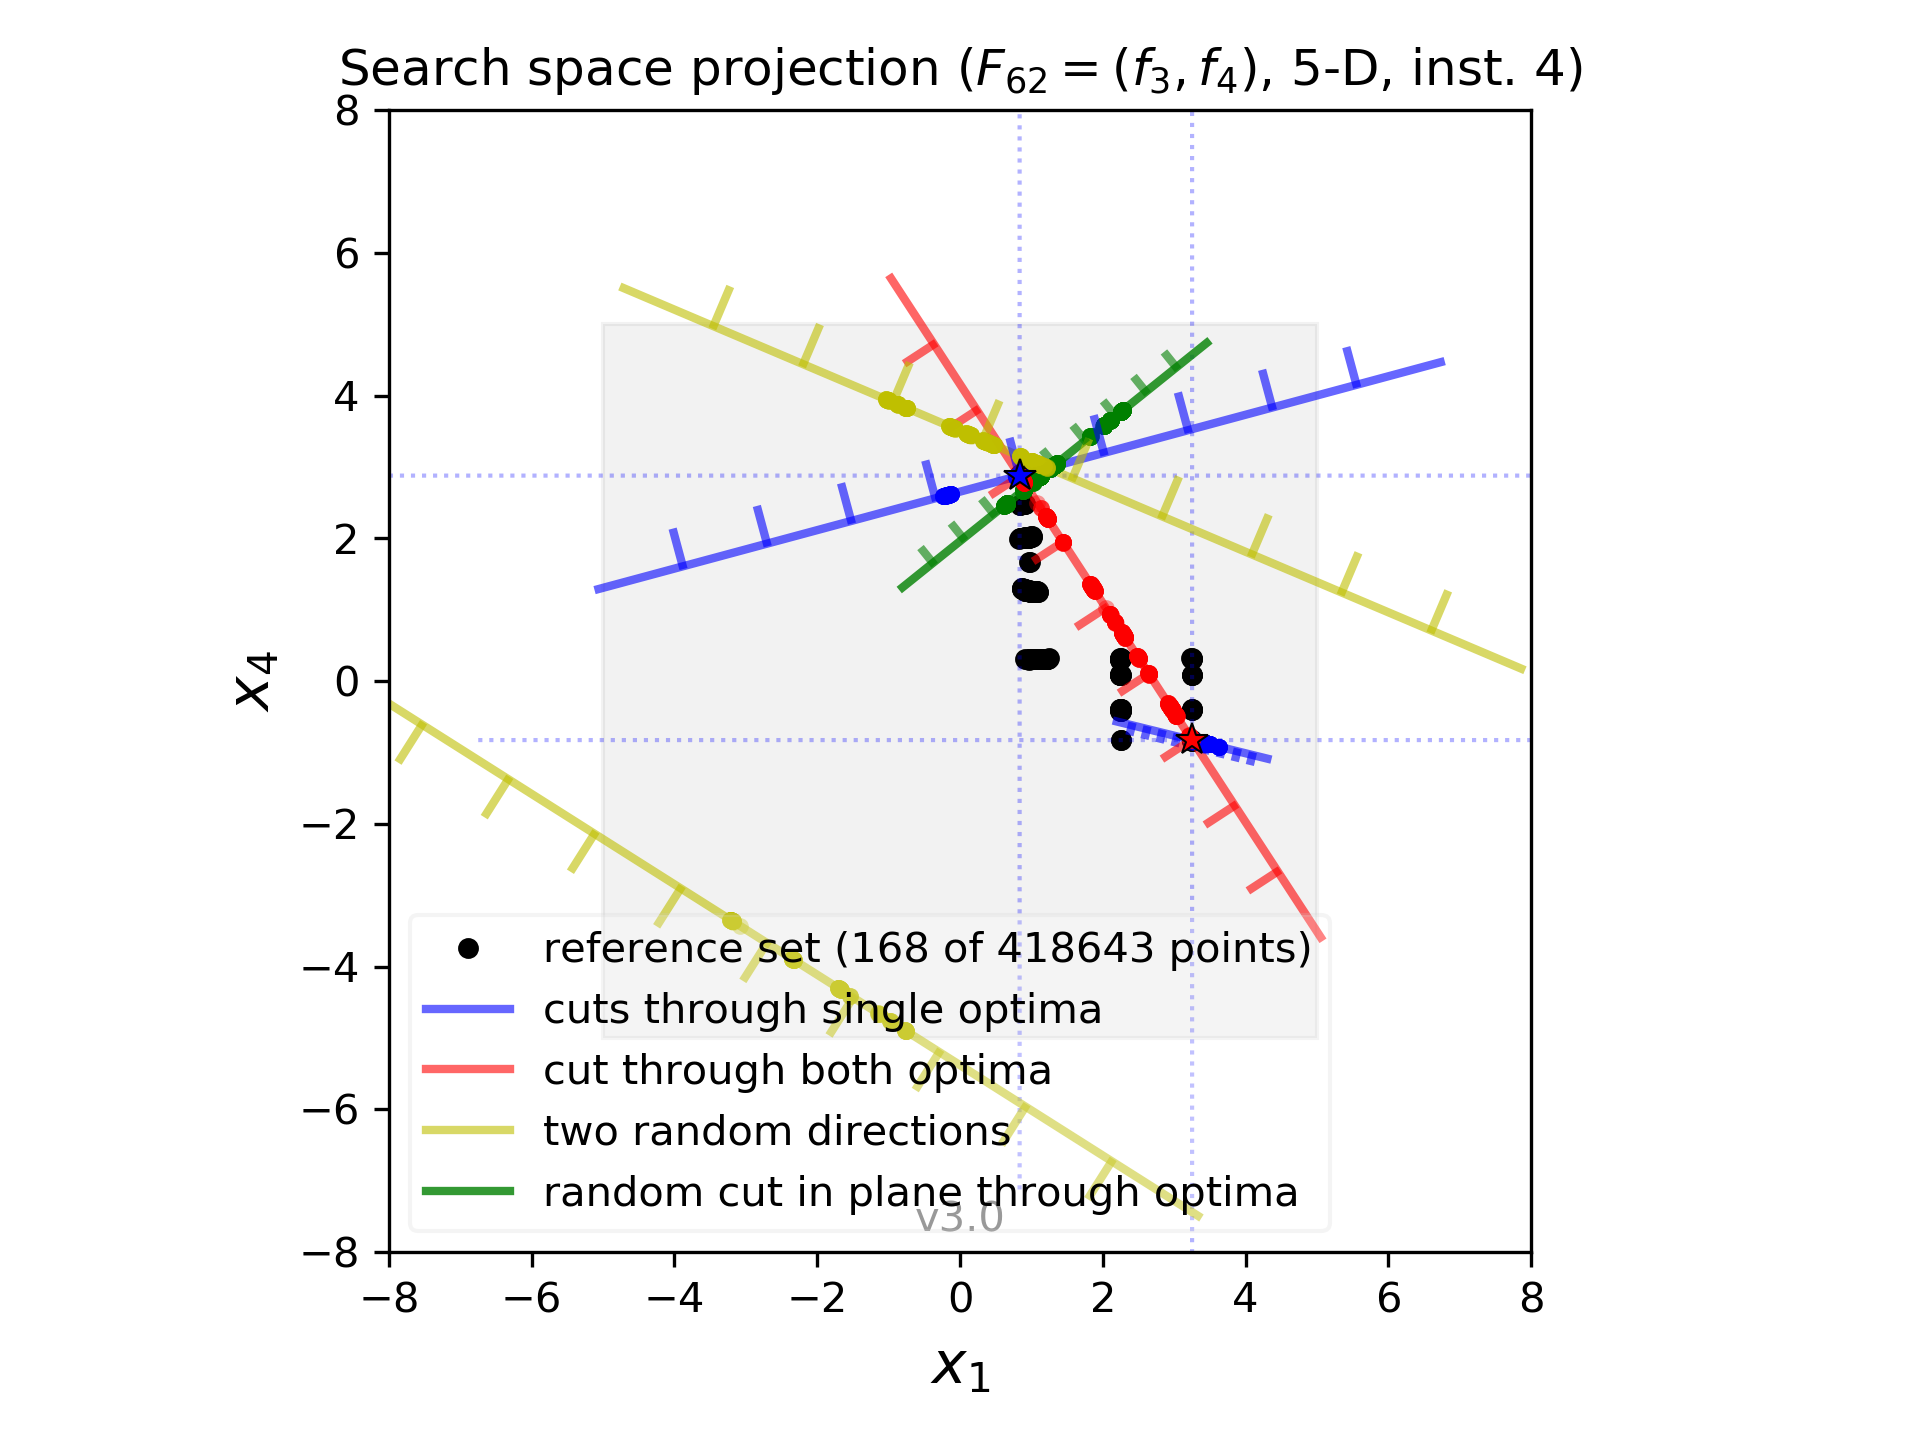 Search space projection (F₆₂ = (f₃, f₄), 5-D, inst. 4)
8
6
4
2
0
−2
−4
−6
−8
x₄
reference set (168 of 418643 points)
cuts through single optima
cut through both optima
two random directions
random cut in plane through optima
v3.0
−8 −6 −4 −2 0 2 4 6 8
x₁